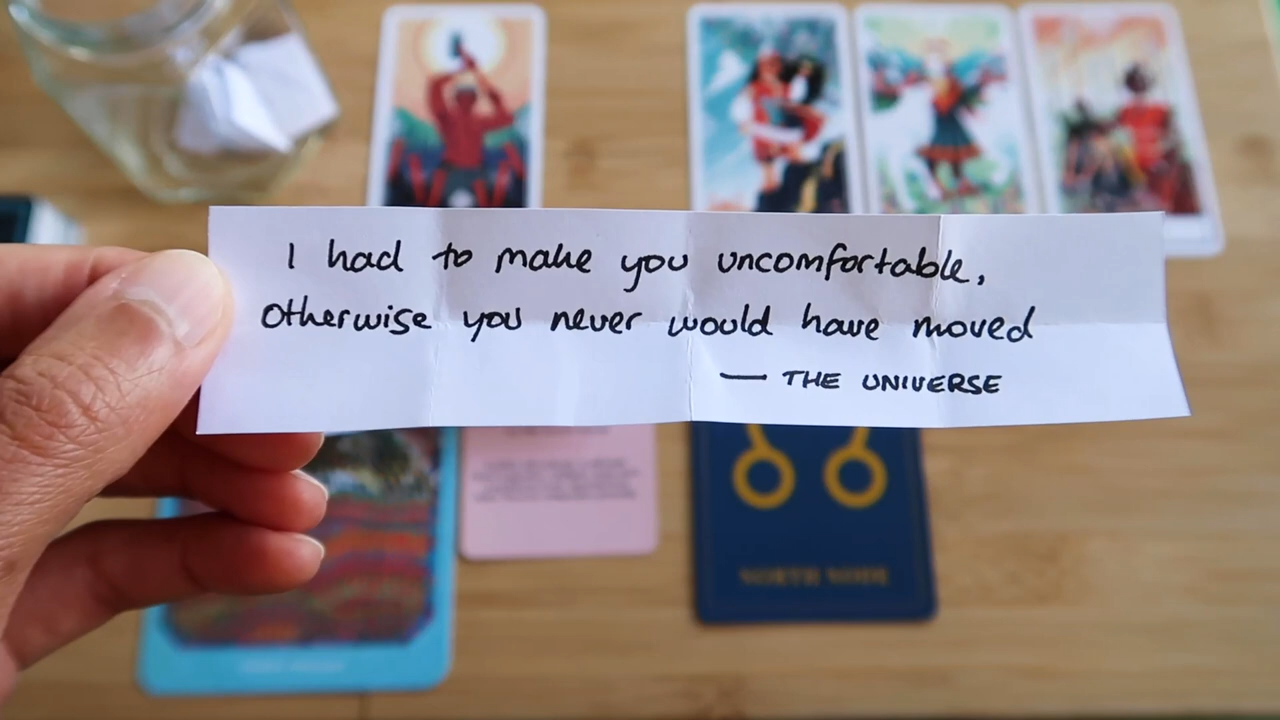 I had to make you uncomfortable,
otherwise you never would have moved
— THE UNIVERSE
NORTH NODE